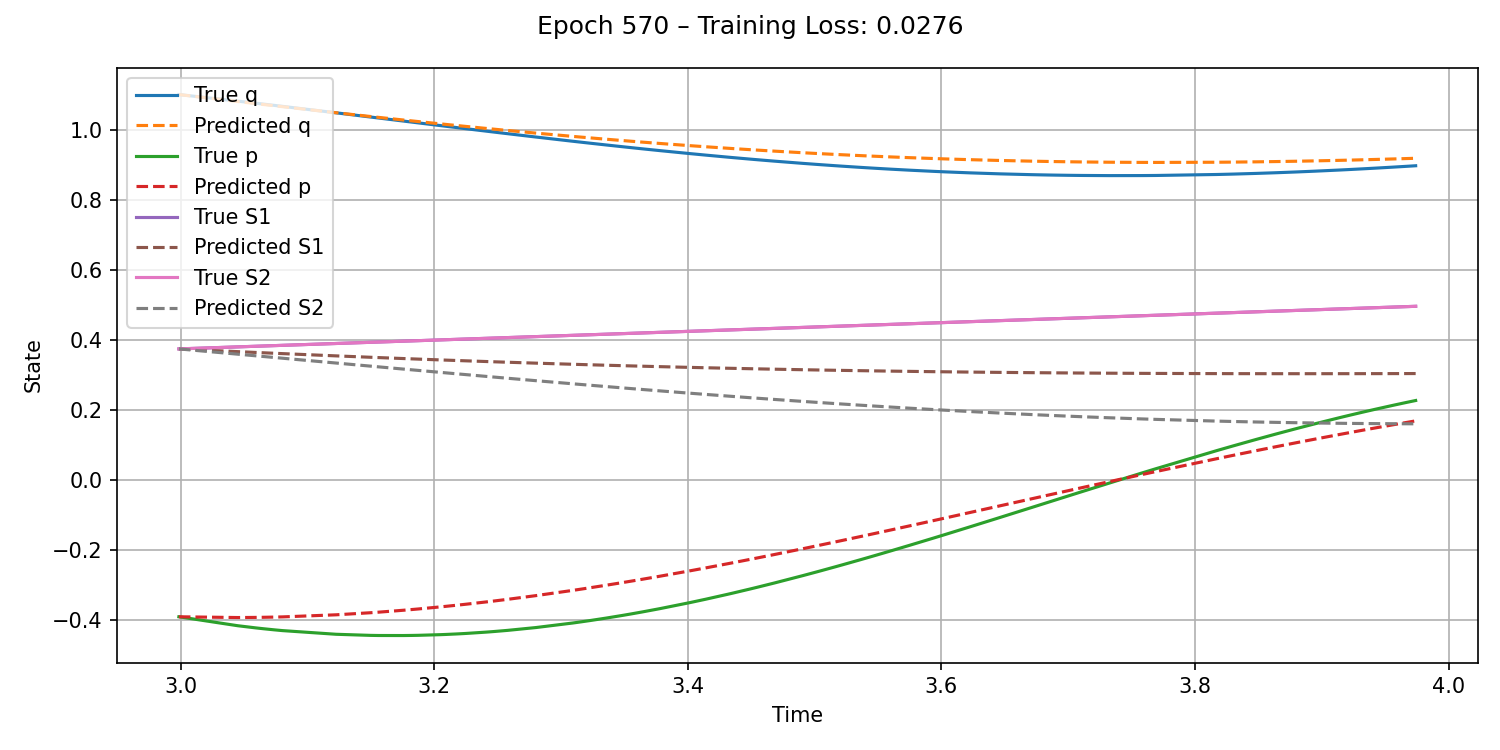 Epoch 570 – Training Loss: 0.0276
True q
Predicted q
True p
Predicted p
True S1
Predicted S1
True S2
Predicted S2
1.0
0.8
0.6
0.4
0.2
0.0
−0.2
−0.4
State
3.0 3.2 3.4 3.6 3.8 4.0
Time